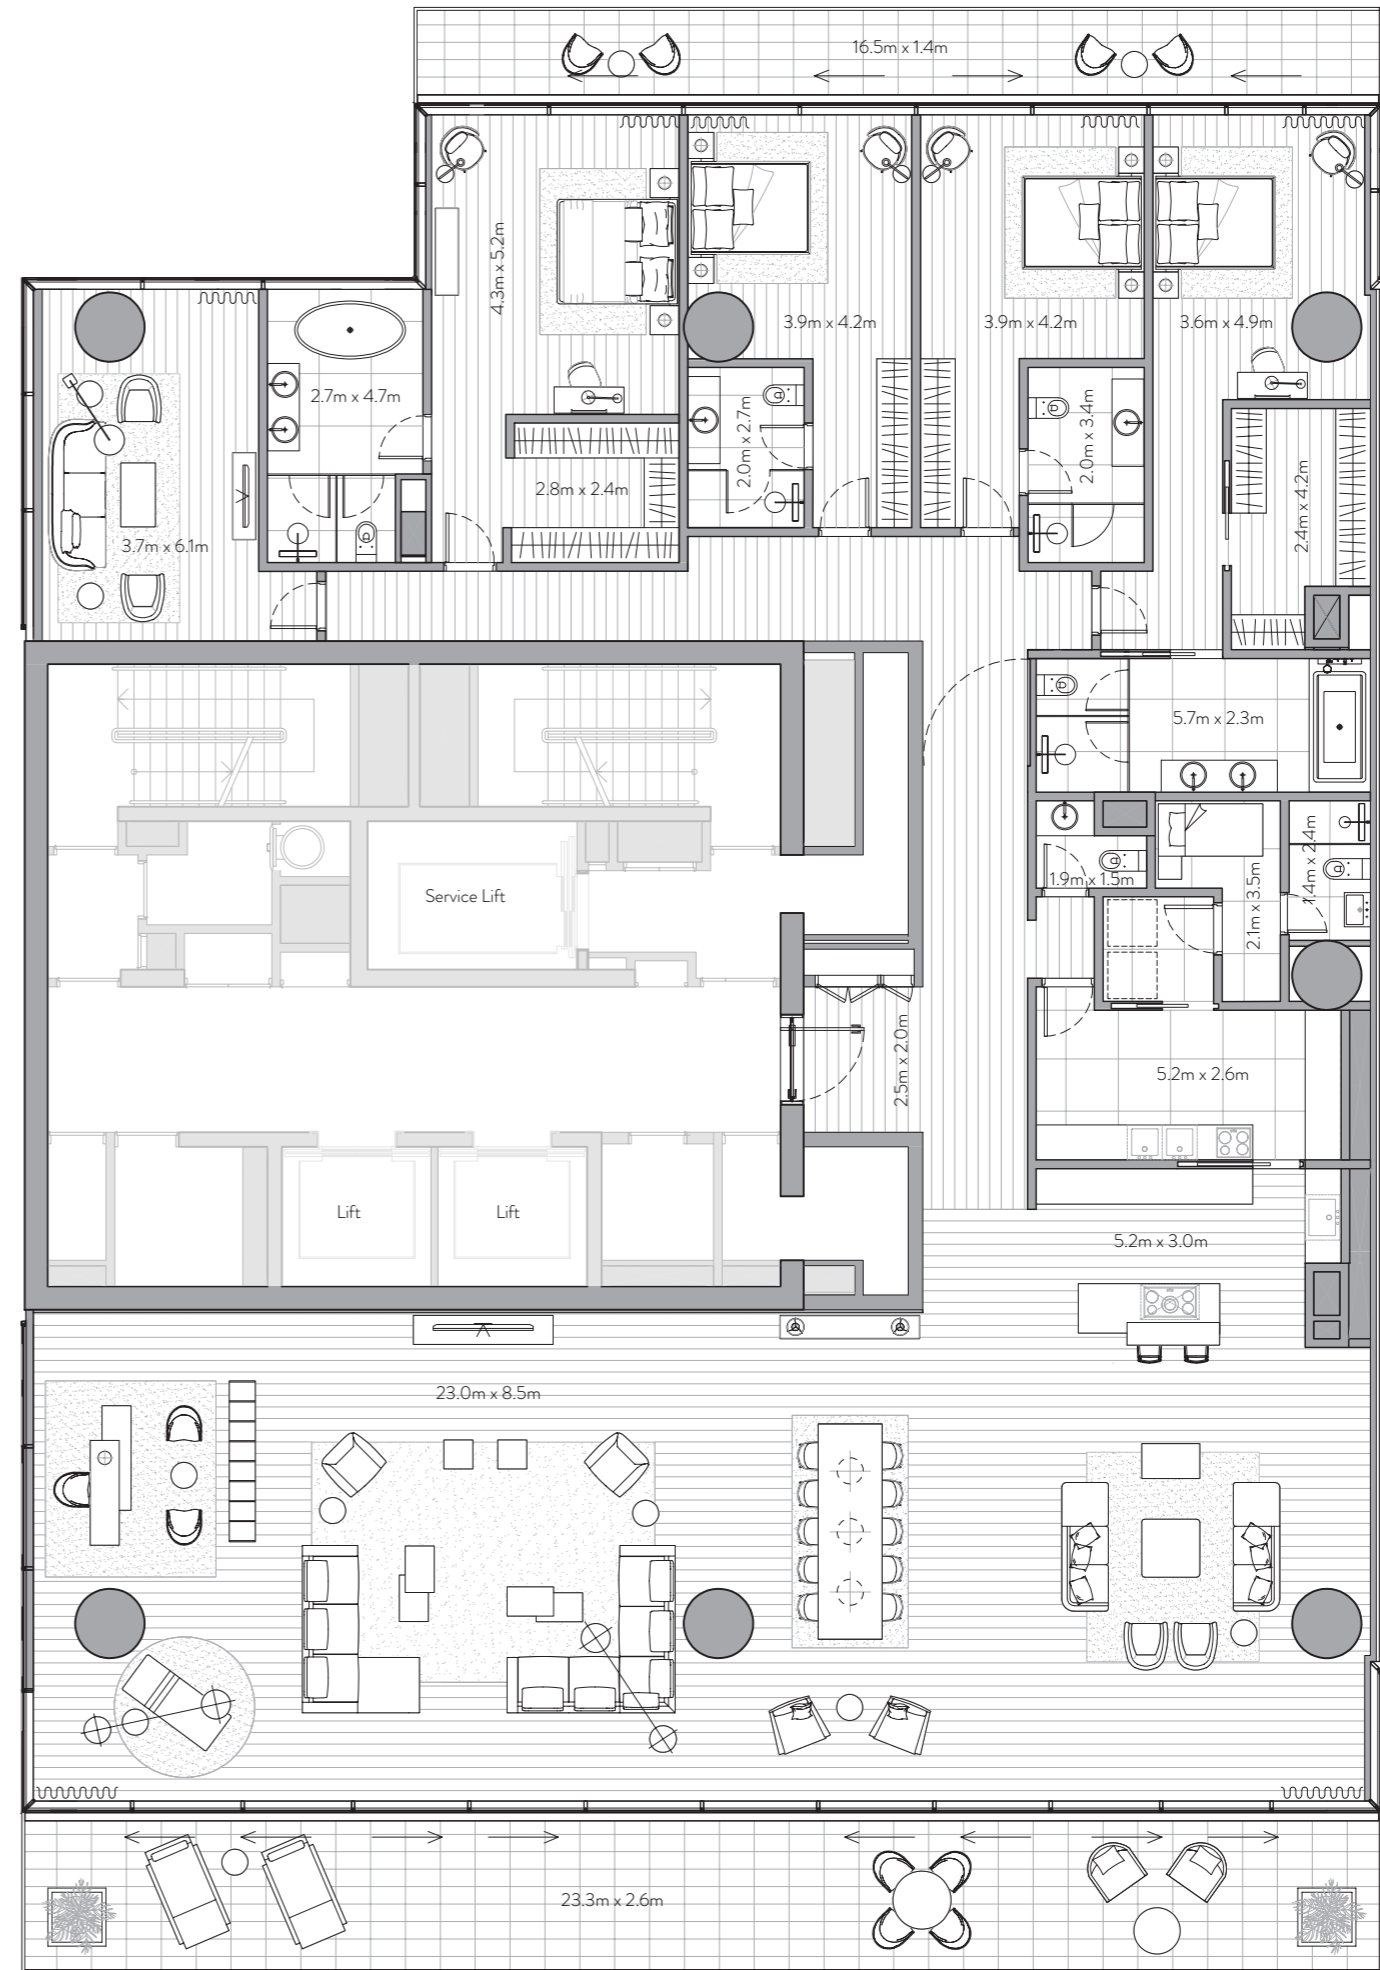 16.5m x 1.4m
4.3m x 5.2m
3.9m x 4.2m
3.9m x 4.2m
3.6m x 4.9m
2.7m x 4.7m
2.0m x 2.7m
2.0m x 3.4m
2.8m x 2.4m
2.4m x 4.2m
3.7m x 6.1m
5.7m x 2.3m
1.9m x 1.5m
2.1m x 3.5m
1.4m x 2.4m
Service Lift
2.5m x 2.0m
5.2m x 2.6m
Lift
Lift
5.2m x 3.0m
23.0m x 8.5m
23.3m x 2.6m